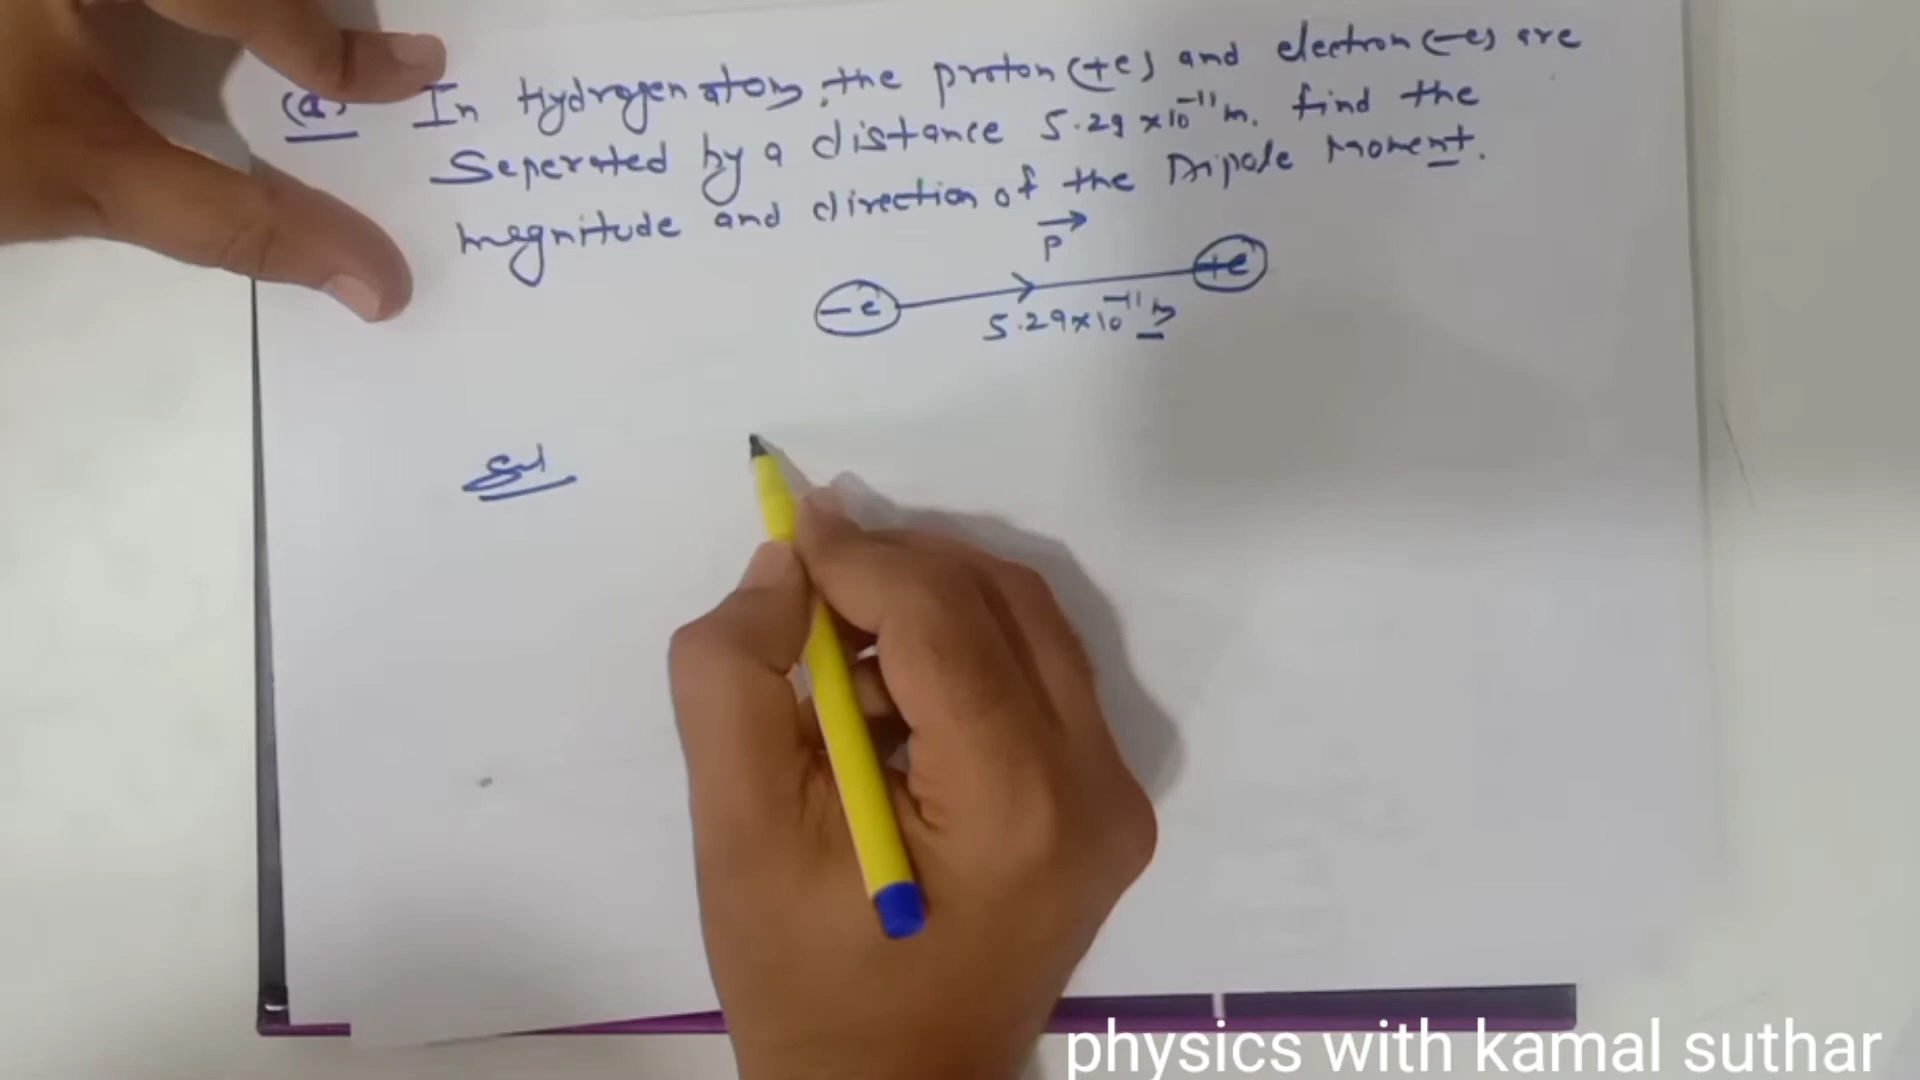 (Q) In Hydrogen atom, the proton (+e) and electron (-e) are
Seperated by a distance 5.29×10⁻¹¹ m. find the
magnitude and direction of the Dipole moment.
P→
-e
+e
5.29×10⁻¹¹ m
Sol
physics with kamal suthar